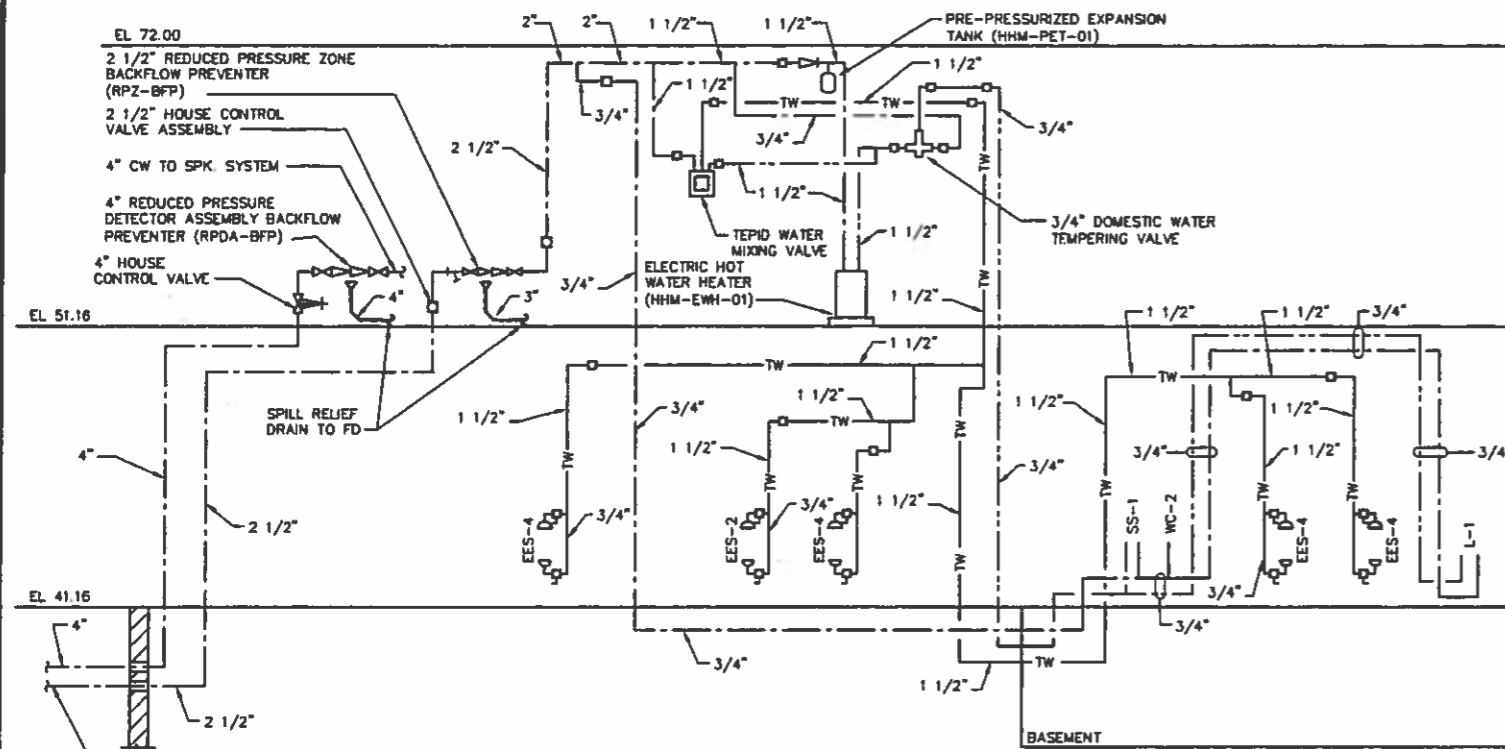 2" 2" 1 1/2" 1 1/2"
PRE-PRESSURIZED EXPANSION
TANK (HHM-PET-01)
EL 72.00
2 1/2" REDUCED PRESSURE ZONE
BACKFLOW PREVENTER
(RPZ-BFP)
2 1/2" HOUSE CONTROL
VALVE ASSEMBLY
4" CW TO SPK. SYSTEM
4" REDUCED PRESSURE
DETECTOR ASSEMBLY BACKFLOW
PREVENTER (RPDA-BFP)
4" HOUSE
CONTROL VALVE
4"
3"
2 1/2"
3/4"
1 1/2"
1 1/2"
TW
TW
3/4"
3/4"
TW
1 1/2"
TEPID WATER
MIXING VALVE
1 1/2"
3/4" DOMESTIC WATER
TEMPERING VALVE
ELECTRIC HOT
WATER HEATER
(HHM-EWH-01)
3/4"
TW
1 1/2"
EL 51.16
SPILL RELIEF
DRAIN TO FD
4"
2 1/2"
1 1/2"
TW
1 1/2"
TW
3/4"
EES-4
3/4"
1 1/2"
TW
1 1/2"
TW
3/4"
EES-2
TW
EES-4
1 1/2"
TW
TW
3/4"
1 1/2"
TW
1 1/2"
1 1/2"
3/4"
1 1/2"
TW
3/4"
SS-1
WC-2
3/4"
1 1/2"
TW
3/4"
EES-4
1 1/2"
TW
EES-4
3/4
L-1
EL 41.16
4"
2 1/2"
3/4"
1 1/2"
TW
BASEMENT